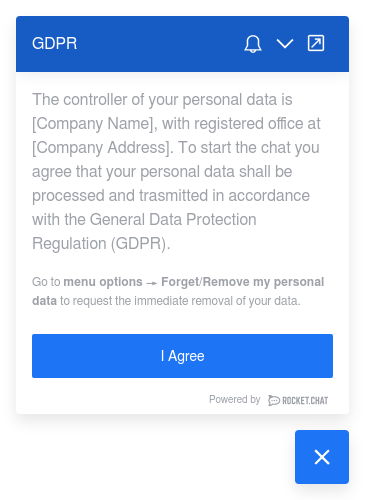 GDPR
The controller of your personal data is
[Company Name], with registered office at
[Company Address]. To start the chat you
agree that your personal data shall be
processed and trasmitted in accordance
with the General Data Protection
Regulation (GDPR).
Go to menu options → Forget/Remove my personal
data to request the immediate removal of your data.
I Agree
Powered by ROCKET.CHAT